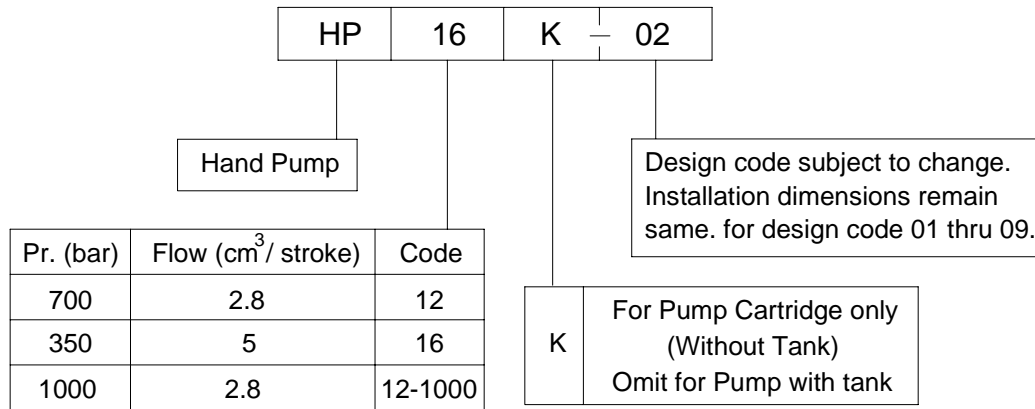 HP 16 K – 02
Hand Pump
Design code subject to change.
Installation dimensions remain
same. for design code 01 thru 09.
Pr. (bar) Flow (cm³/ stroke) Code
700 2.8 12
350 5 16
1000 2.8 12-1000
K
For Pump Cartridge only
(Without Tank)
Omit for Pump with tank